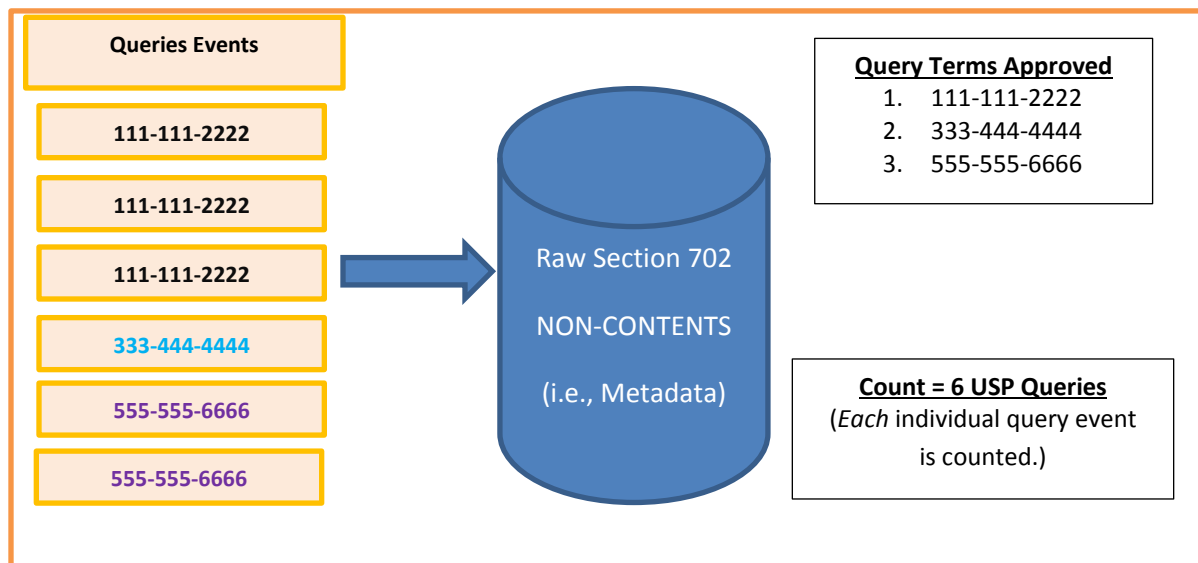 Queries Events
111-111-2222
111-111-2222
111-111-2222
333-444-4444
555-555-6666
555-555-6666
Raw Section 702
NON-CONTENTS
(i.e., Metadata)
Query Terms Approved
1. 111-111-2222
2. 333-444-4444
3. 555-555-6666
Count = 6 USP Queries
(Each individual query event
is counted.)